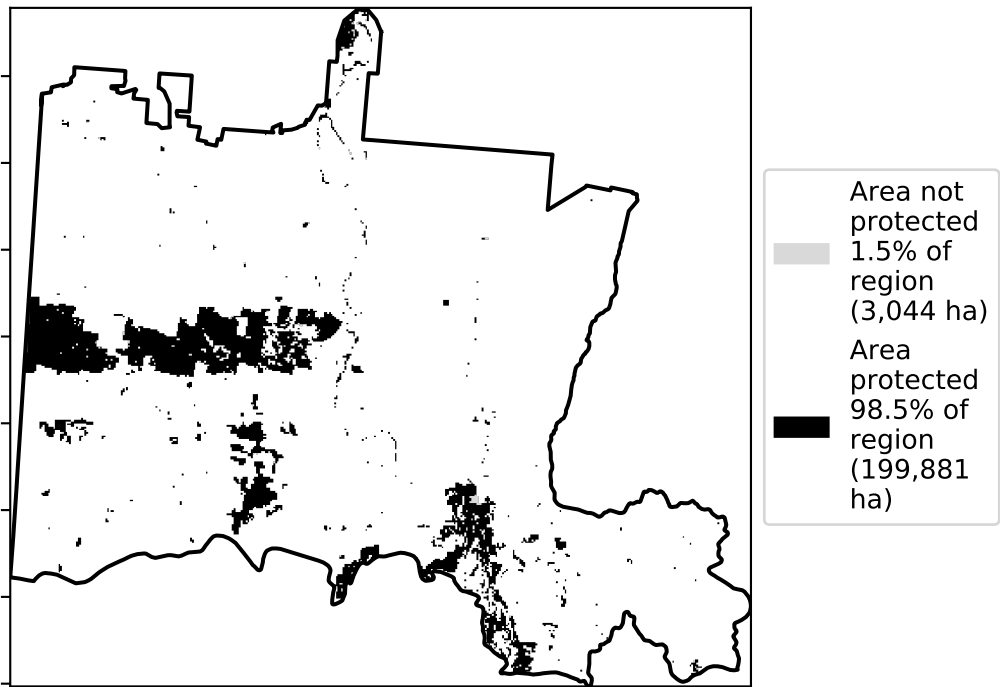 Area not
protected
1.5% of
region
(3,044 ha)
Area
protected
98.5% of
region
(199,881
ha)